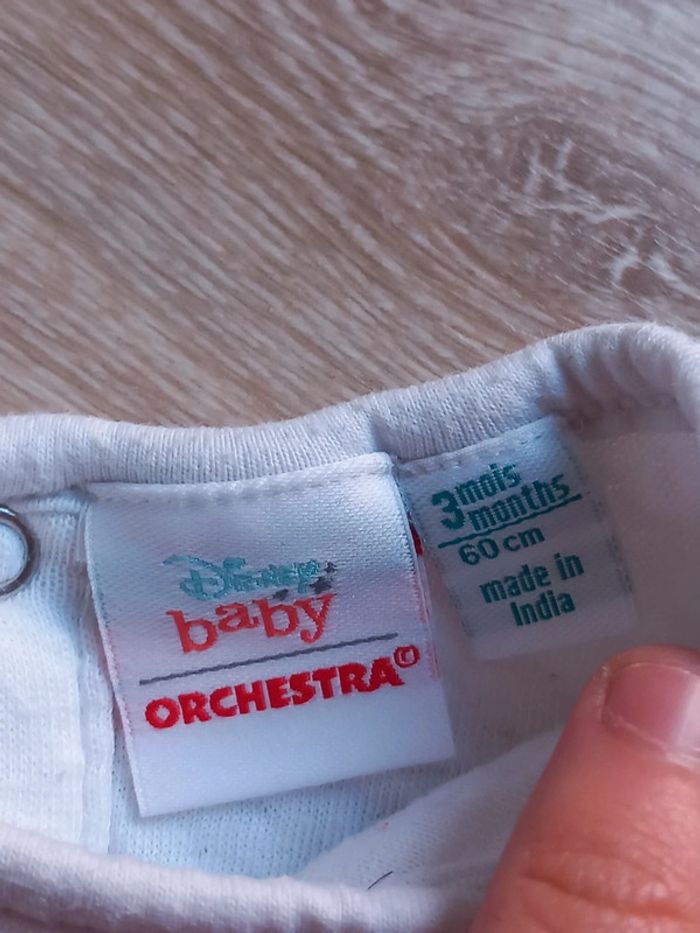 Disney
baby
ORCHESTRA©
3 mois
months
60 cm
made in
India